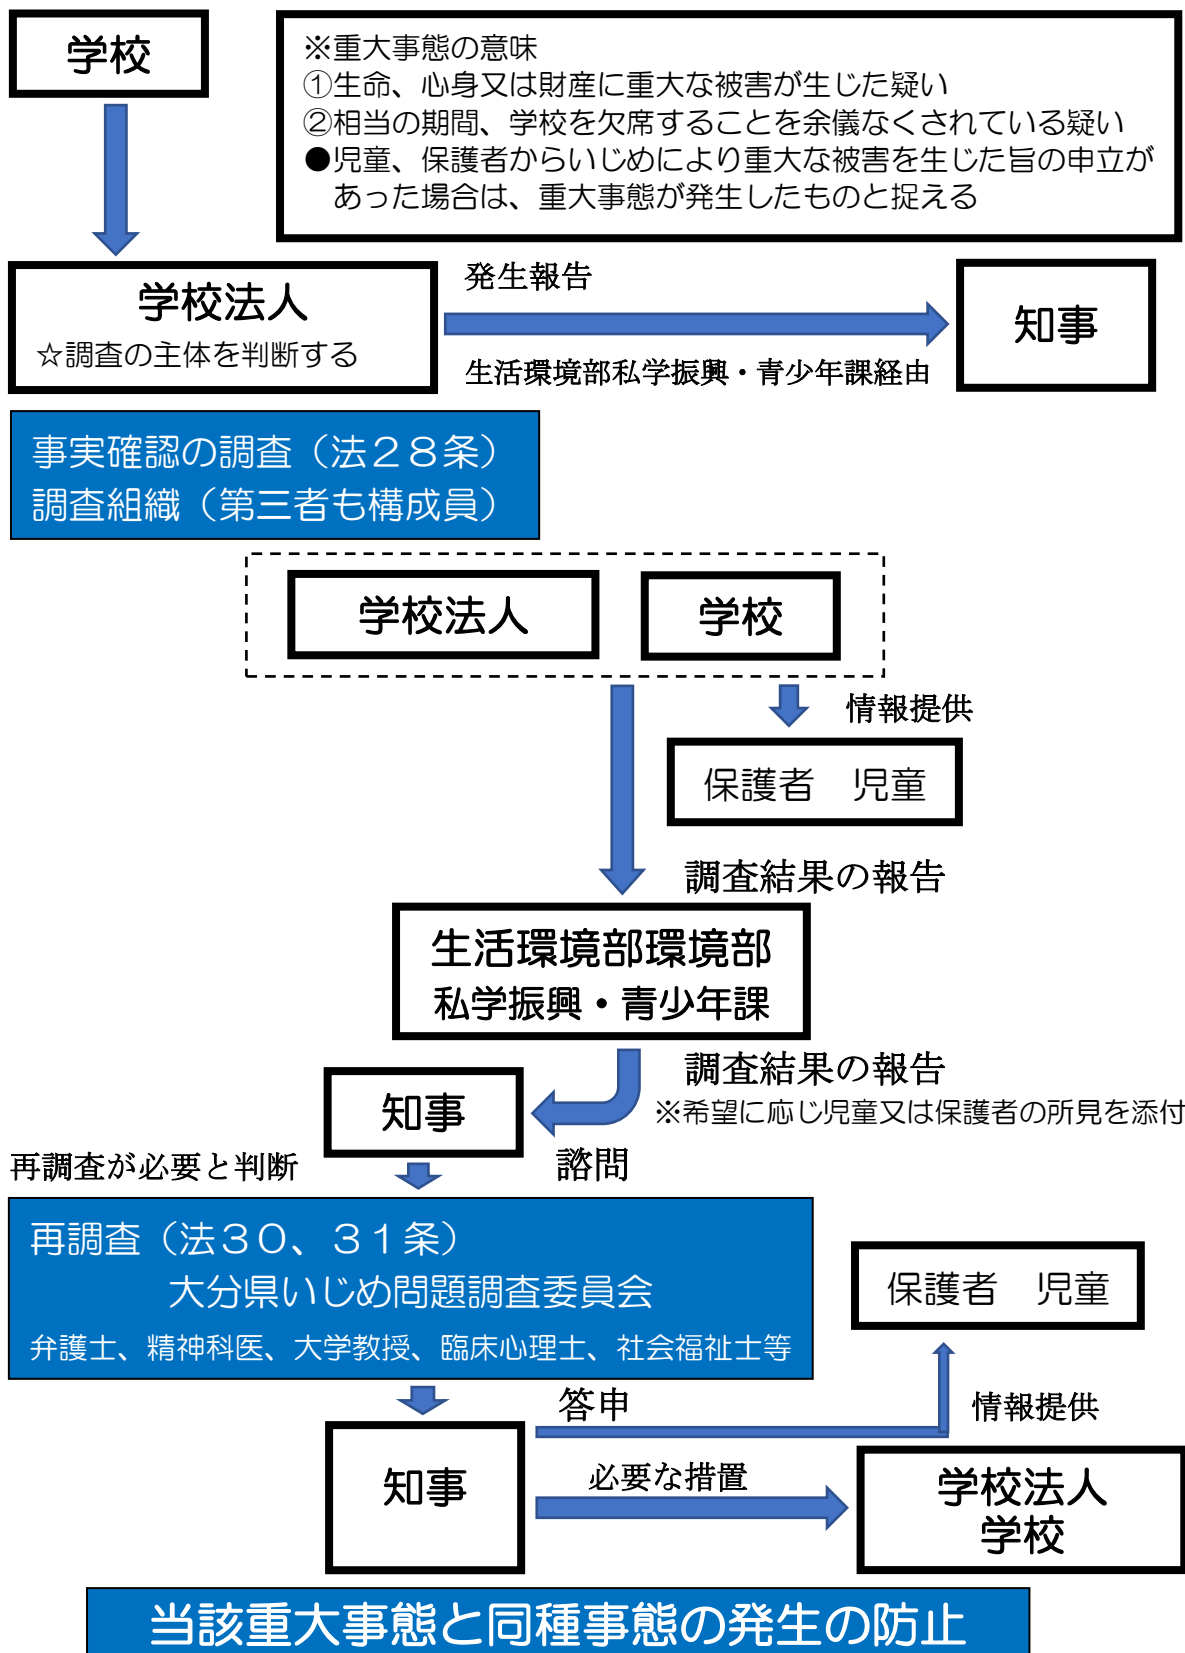 学校
※重大事態の意味
①生命、心身又は財産に重大な被害が生じた疑い
②相当の期間、学校を欠席することを余儀なくされている疑い
●児童、保護者からいじめにより重大な被害を生じた旨の申立が
あった場合は、重大事態が発生したものと捉える
学校法人
☆調査の主体を判断する
発生報告
生活環境部私学振興・青少年課経由
知事
事実確認の調査（法２８条）
調査組織（第三者も構成員）
学校法人
学校
情報提供
保護者　児童
調査結果の報告
生活環境部環境部
私学振興・青少年課
調査結果の報告
※希望に応じ児童又は保護者の所見を添付
知事
諮問
再調査が必要と判断
再調査（法３０、３１条）
大分県いじめ問題調査委員会
弁護士、精神科医、大学教授、臨床心理士、社会福祉士等
保護者　児童
答申
情報提供
知事
必要な措置
学校法人
学校
当該重大事態と同種事態の発生の防止